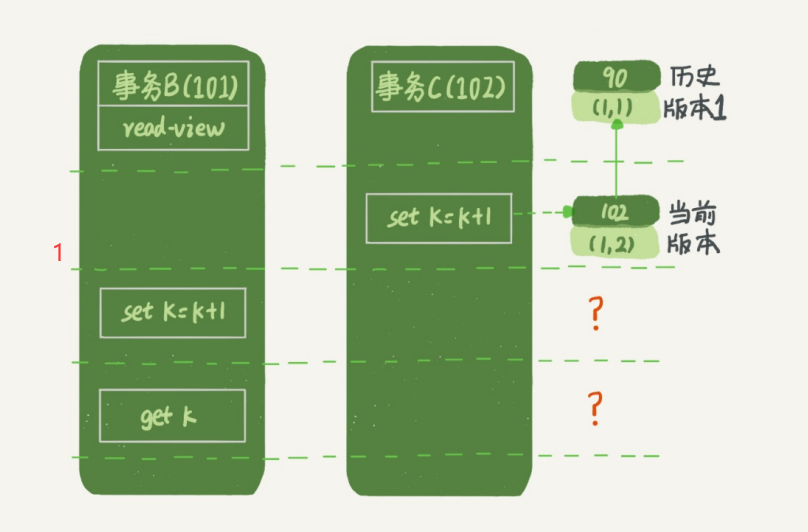 事务B(101)
read-view
事务C(102)
90
(1,1)
历史
版本1
set k=k+1
102
(1,2)
当前
版本
1
set k=k+1
?
get k
?